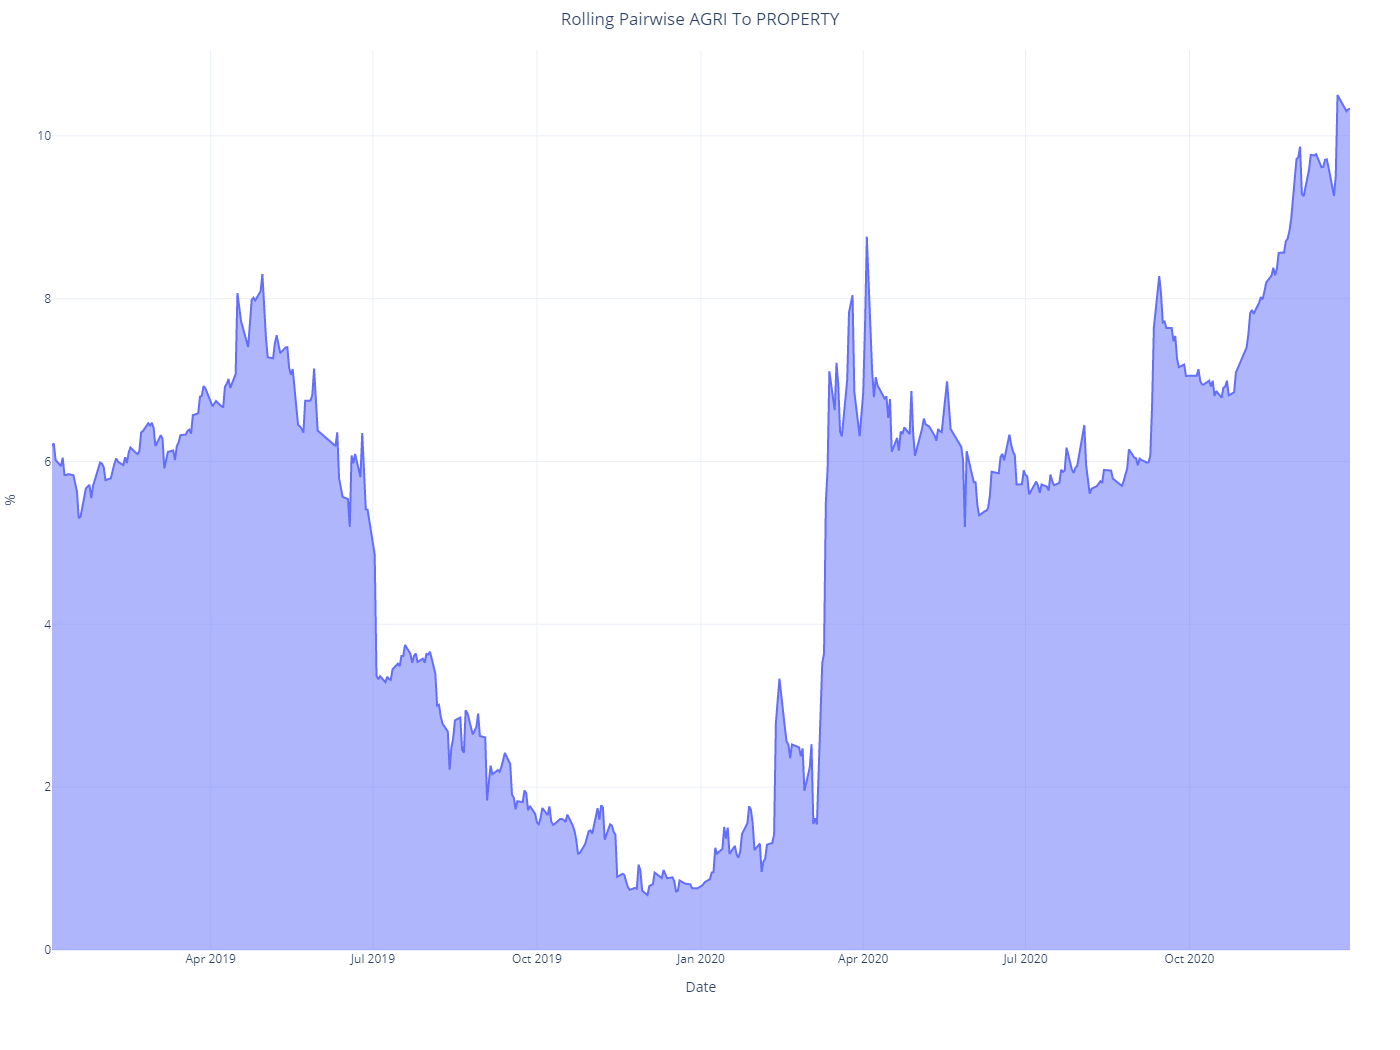 Rolling Pairwise AGRI To PROPERTY
10
8
6
4
2
0
%
Apr 2019
Jul 2019
Oct 2019
Jan 2020
Apr 2020
Jul 2020
Oct 2020
Date